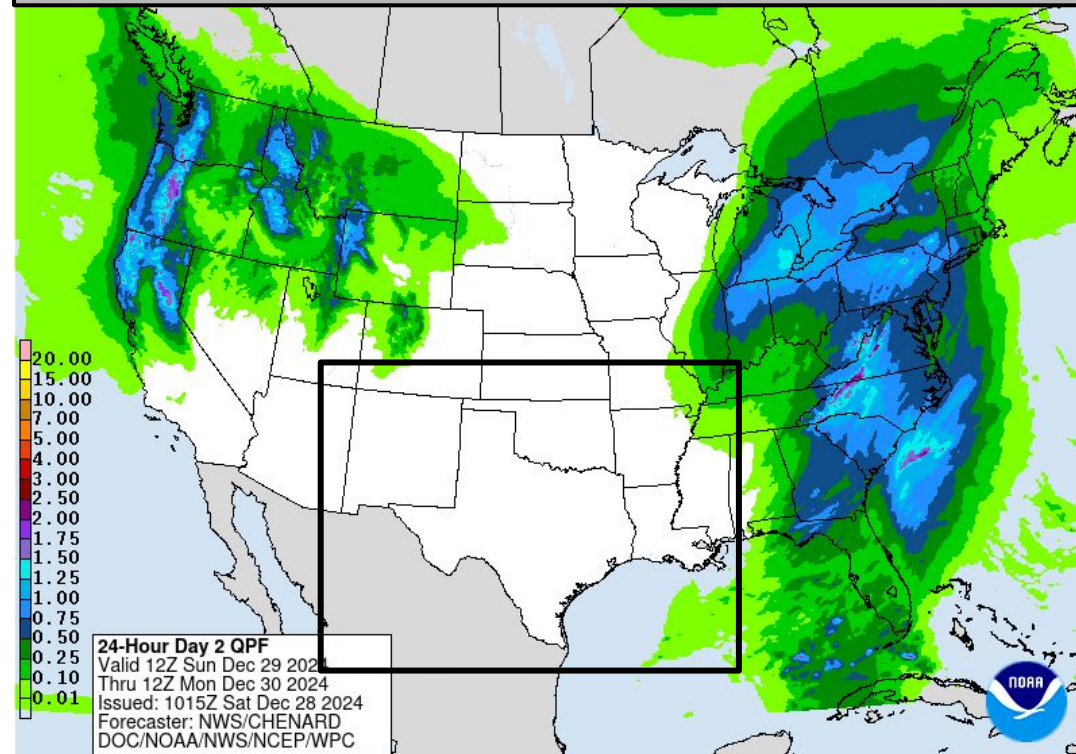 20.00
15.00
10.00
7.00
5.00
4.00
3.00
2.50
2.00
1.75
1.50
1.25
1.00
0.75
0.50
0.25
0.10
0.01
24-Hour Day 2 QPF
Valid 12Z Sun Dec 29 2024
Thru 12Z Mon Dec 30 2024
Issued: 1015Z Sat Dec 28 2024
Forecaster: NWS/CHENARD
DOC/NOAA/NWS/NCEP/WPC
NOAA